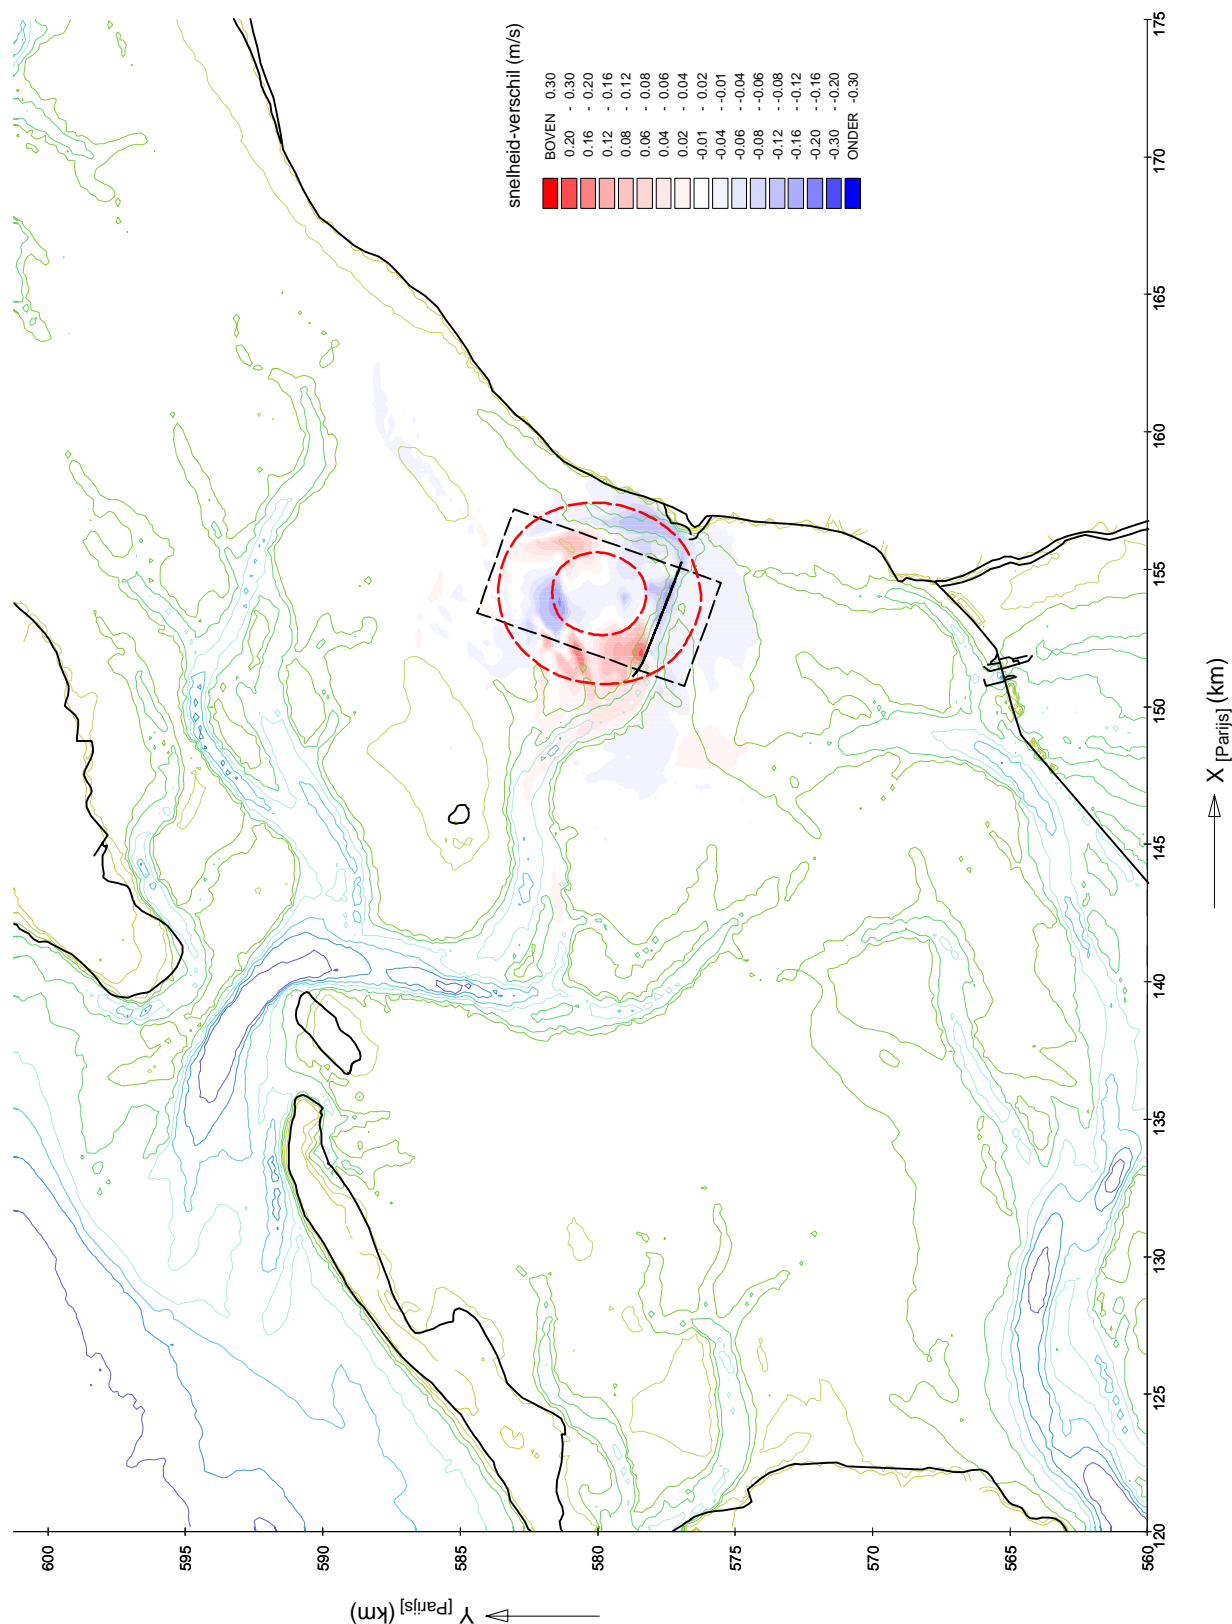 snelheid-verschil (m/s)
BOVEN 0.30
0.20 - 0.30
0.16 - 0.20
0.12 - 0.16
0.08 - 0.12
0.06 - 0.08
0.04 - 0.06
0.02 - 0.04
-0.01 - 0.02
-0.04 - -0.01
-0.06 - -0.04
-0.08 - -0.06
-0.12 - -0.08
-0.16 - -0.12
-0.20 - -0.16
-0.30 - -0.20
ONDER -0.30
600
595
590
585
580
575
570
565
560
Y [Parijs] (km)
120
125
130
135
140
145
150
155
160
165
170
175
X [Parijs] (km)